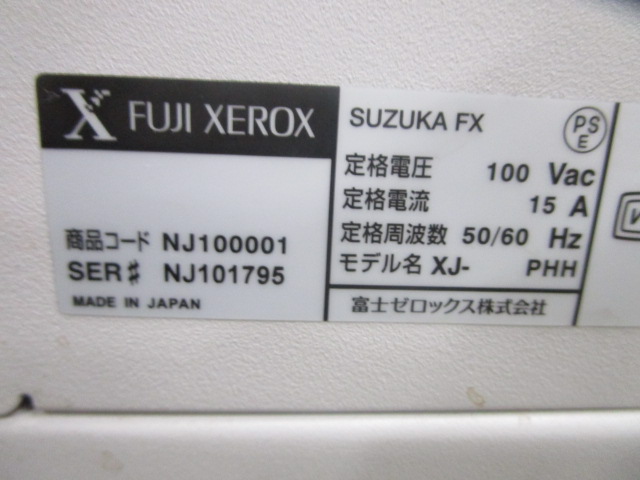 X FUJI XEROX
商品コード NJ100001
SER# NJ101795
MADE IN JAPAN
SUZUKA FX
PS
E
定格電圧 100 Vac
定格電流 15 A
定格周波数 50/60 Hz
モデル名 XJ- PHH
富士ゼロックス株式会社